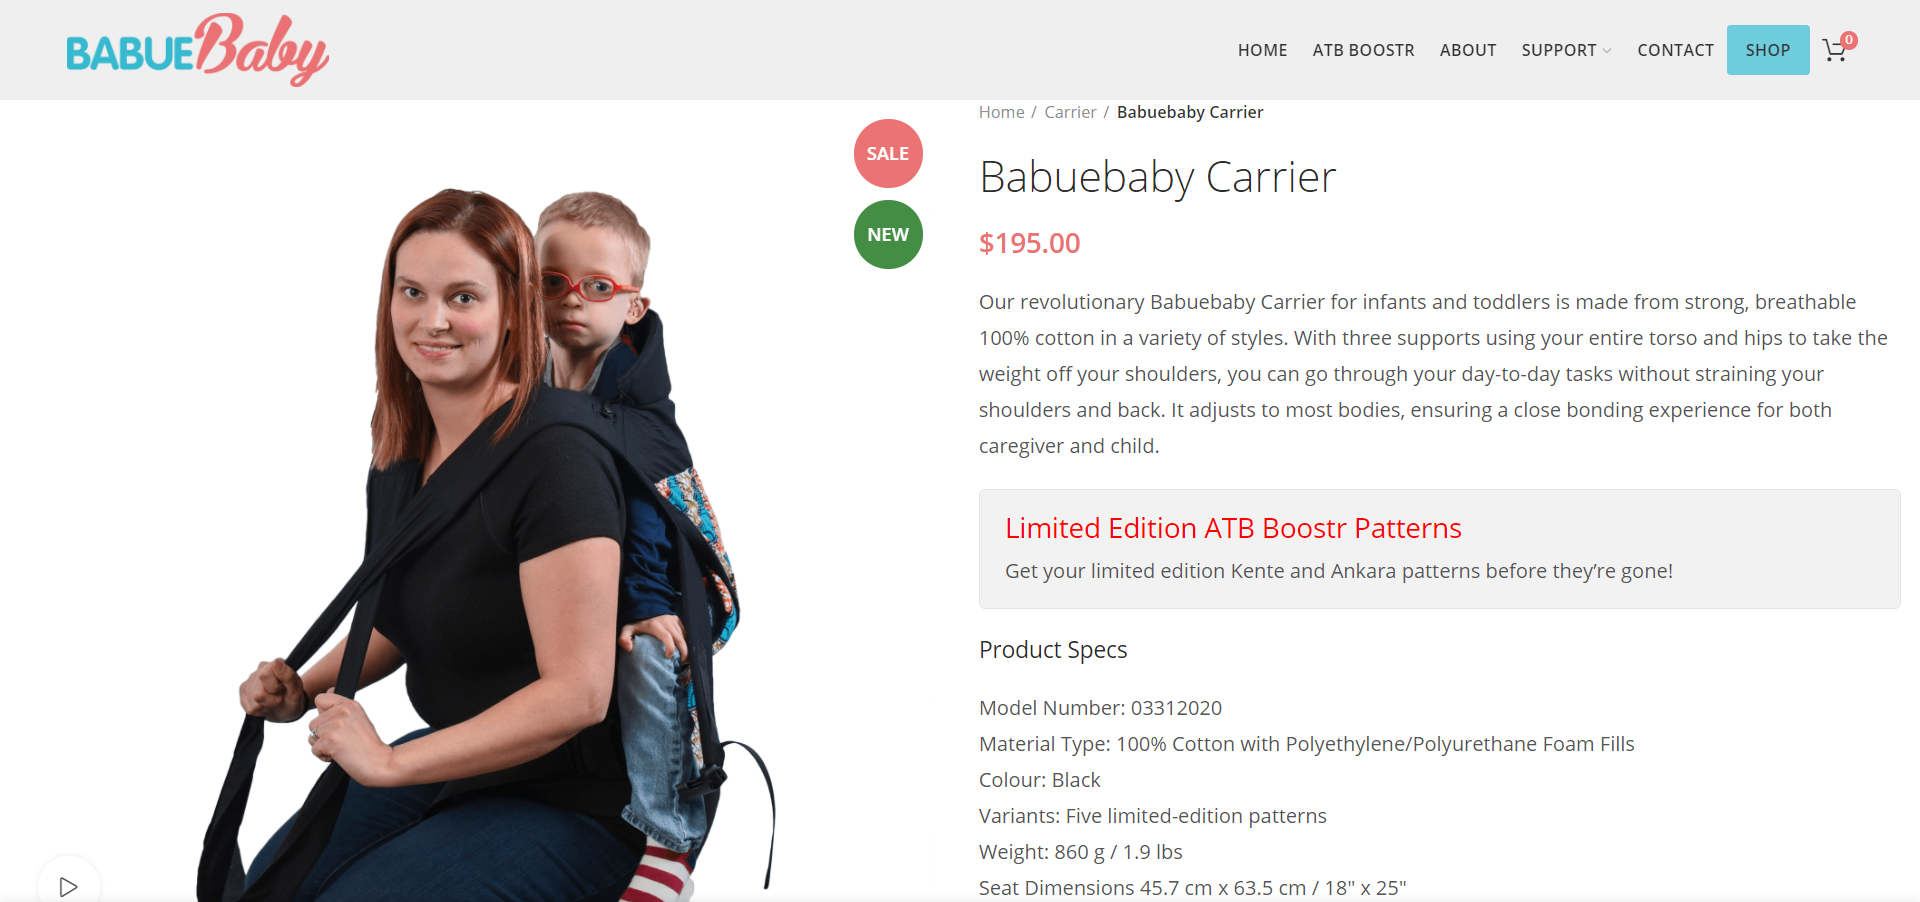 BABUEBaby
HOME ATB BOOSTR ABOUT SUPPORT CONTACT SHOP 0
SALE
NEW
Home / Carrier / Babuebaby Carrier
Babuebaby Carrier
$195.00
Our revolutionary Babuebaby Carrier for infants and toddlers is made from strong, breathable
100% cotton in a variety of styles. With three supports using your entire torso and hips to take the
weight off your shoulders, you can go through your day-to-day tasks without straining your
shoulders and back. It adjusts to most bodies, ensuring a close bonding experience for both
caregiver and child.
Limited Edition ATB Boostr Patterns
Get your limited edition Kente and Ankara patterns before they’re gone!
Product Specs
Model Number: 03312020
Material Type: 100% Cotton with Polyethylene/Polyurethane Foam Fills
Colour: Black
Variants: Five limited-edition patterns
Weight: 860 g / 1.9 lbs
Seat Dimensions 45.7 cm x 63.5 cm / 18" x 25"